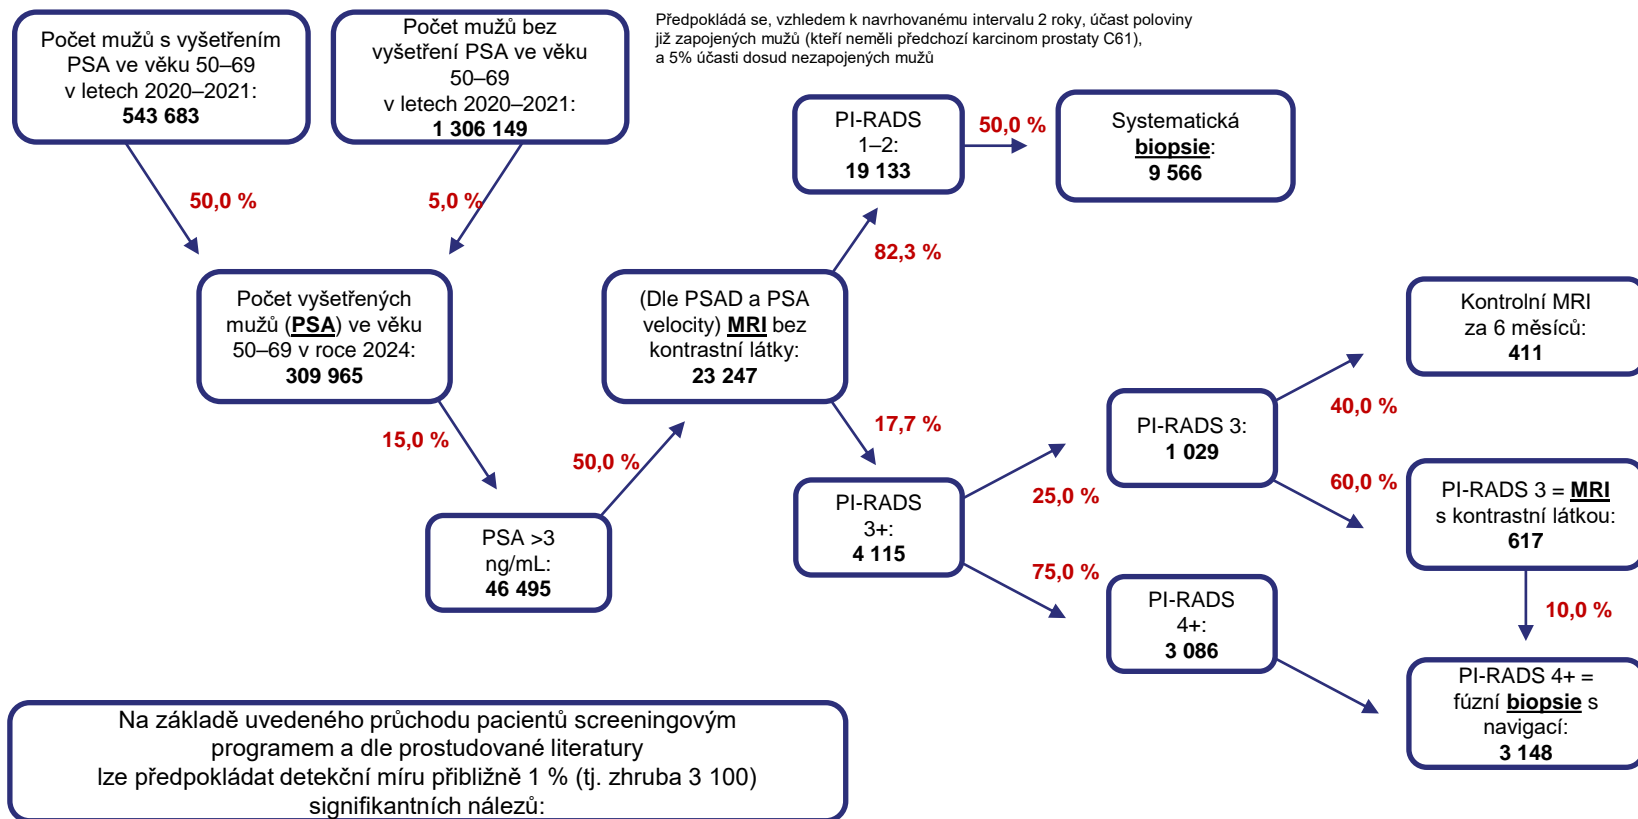 Počet mužů s vyšetřením
PSA ve věku 50–69
v letech 2020–2021:
543 683
Počet mužů bez
vyšetření PSA ve věku
50–69
v letech 2020–2021:
1 306 149
Předpokládá se, vzhledem k navrhovanému intervalu 2 roky, účast poloviny
již zapojených mužů (kteří neměli předchozí karcinom prostaty C61),
a 5% účasti dosud nezapojených mužů
50,0 %
5,0 %
Počet vyšetřených
mužů (PSA) ve věku
50–69 v roce 2024:
309 965
15,0 %
PSA >3
ng/mL:
46 495
50,0 %
(Dle PSAD a PSA
velocity) MRI bez
kontrastní látky:
23 247
82,3 %
PI-RADS
1–2:
19 133
50,0 %
Systematická
biopsie:
9 566
17,7 %
PI-RADS
3+:
4 115
25,0 %
PI-RADS 3:
1 029
40,0 %
Kontrolní MRI
za 6 měsíců:
411
60,0 %
PI-RADS 3 = MRI
s kontrastní látkou:
617
75,0 %
PI-RADS
4+:
3 086
10,0 %
PI-RADS 4+ =
fúzní biopsie s
navigací:
3 148
Na základě uvedeného průchodu pacientů screeningovým
programem a dle prostudované literatury
lze předpokládat detekční míru přibližně 1 % (tj. zhruba 3 100)
signifikantních nálezů: